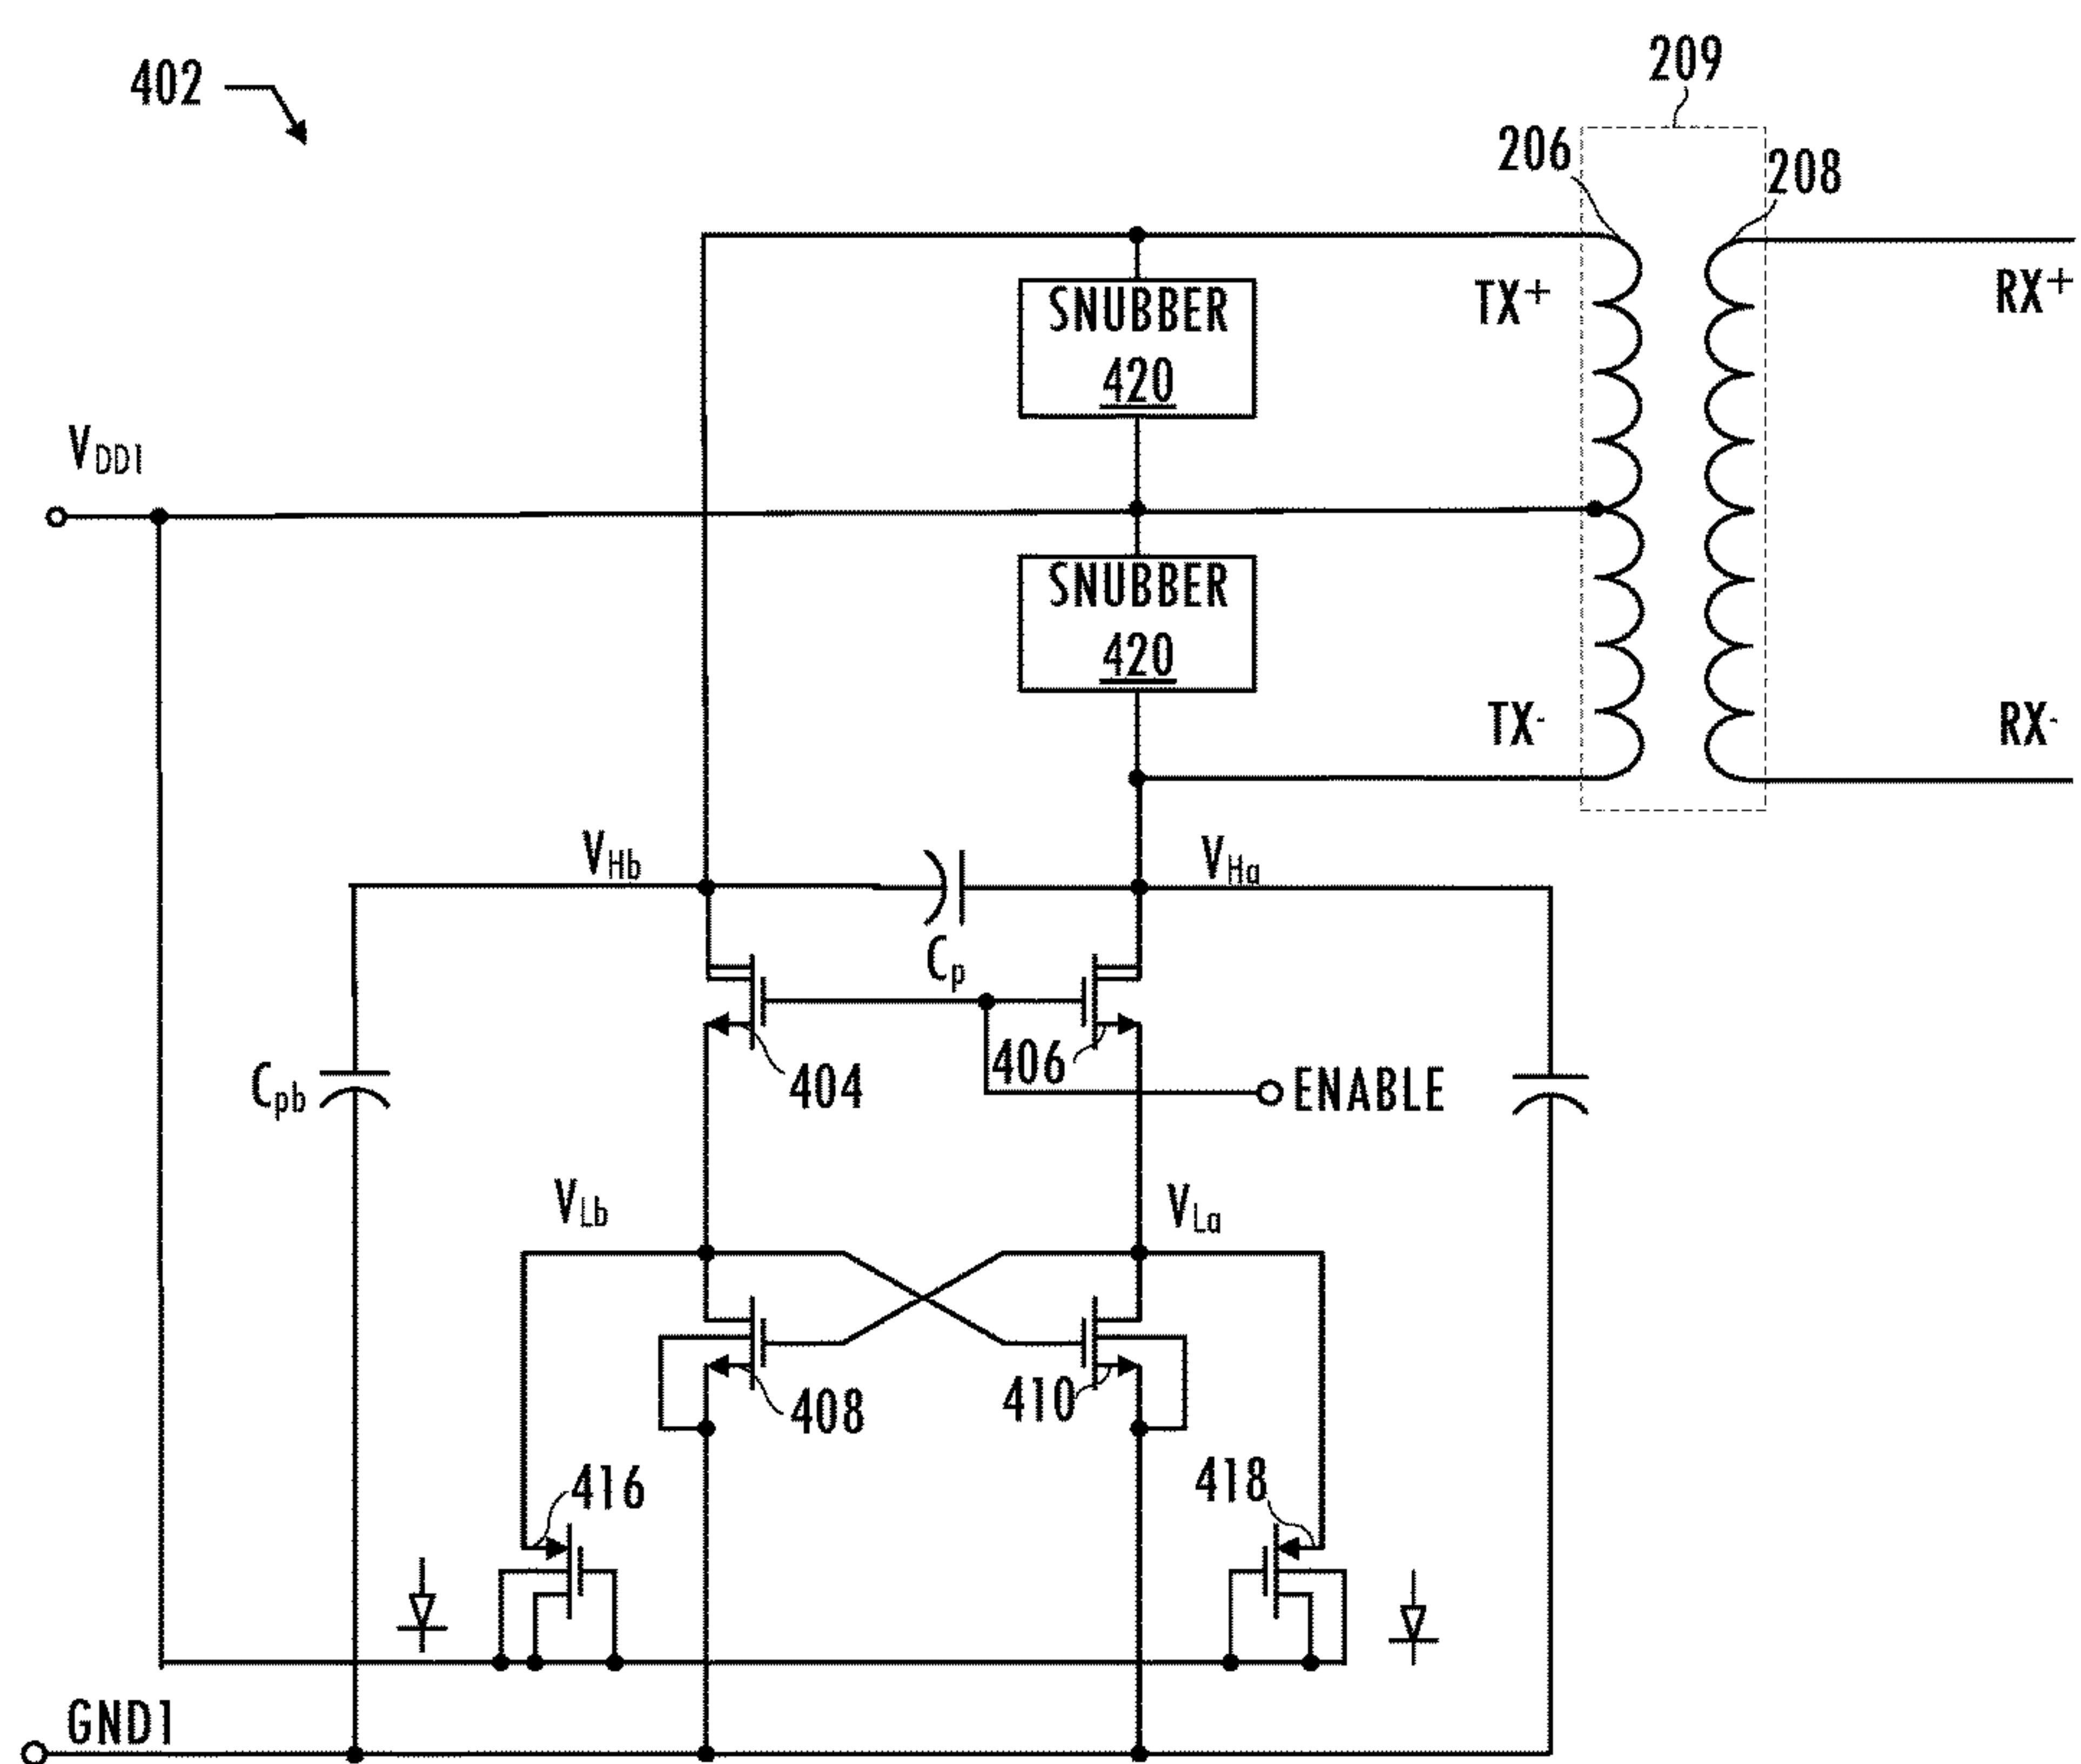 402
209
206
208
SNUBBER
420
TX+
RX+
VDD1
SNUBBER
420
TX-
RX-
VHb
VHa
Cp
404
406
Cpb
ENABLE
VLb
VLa
408
410
416
418
GND1